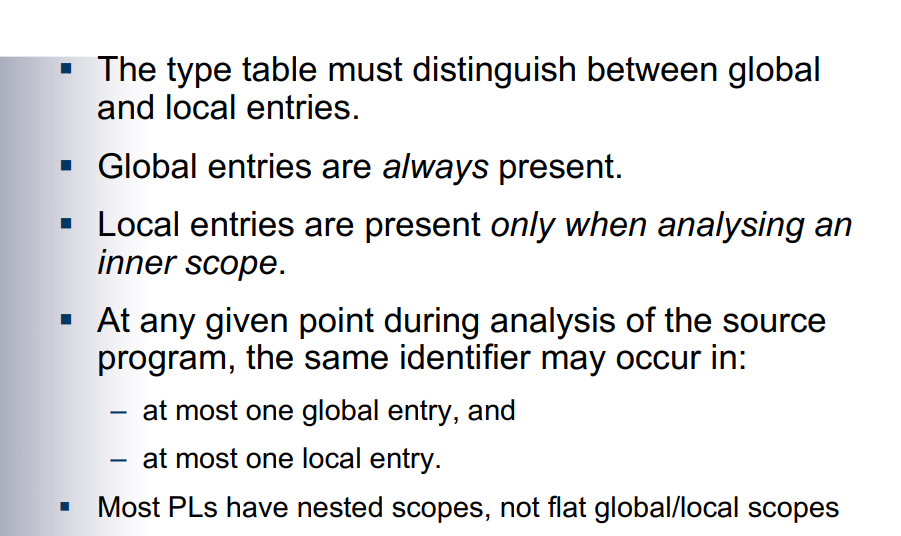 ▪ The type table must distinguish between global
and local entries.
▪ Global entries are always present.
▪ Local entries are present only when analysing an
inner scope.
▪ At any given point during analysis of the source
program, the same identifier may occur in:
– at most one global entry, and
– at most one local entry.
▪ Most PLs have nested scopes, not flat global/local scopes